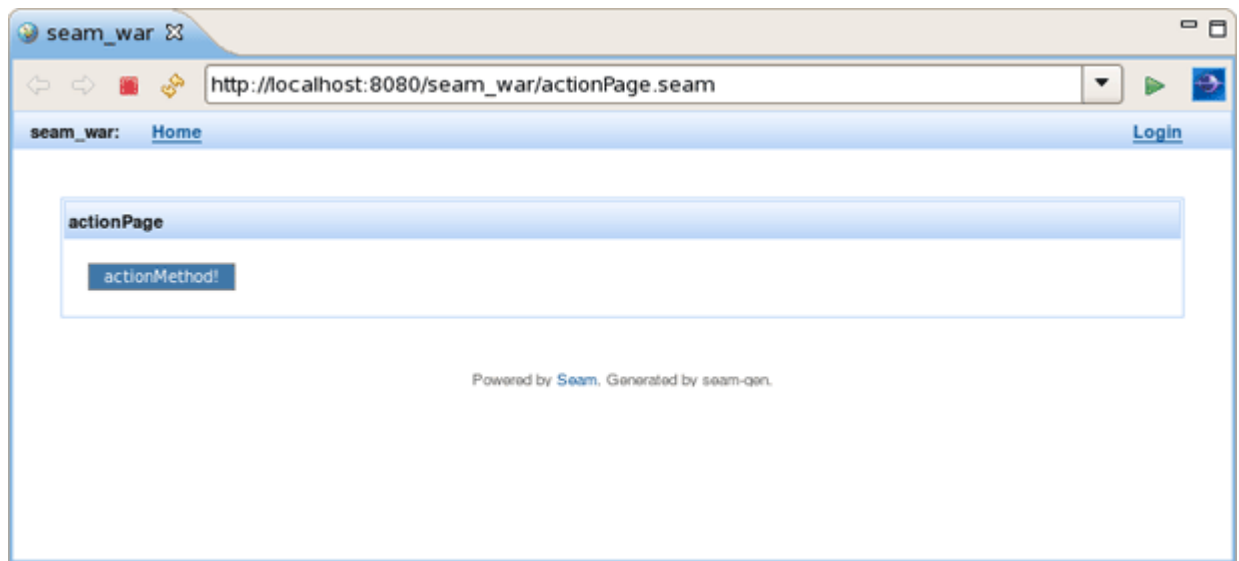 seam_war
http://localhost:8080/seam_war/actionPage.seam
seam_war: Home Login
actionPage
actionMethod!
Powered by Seam. Generated by seam-gen.